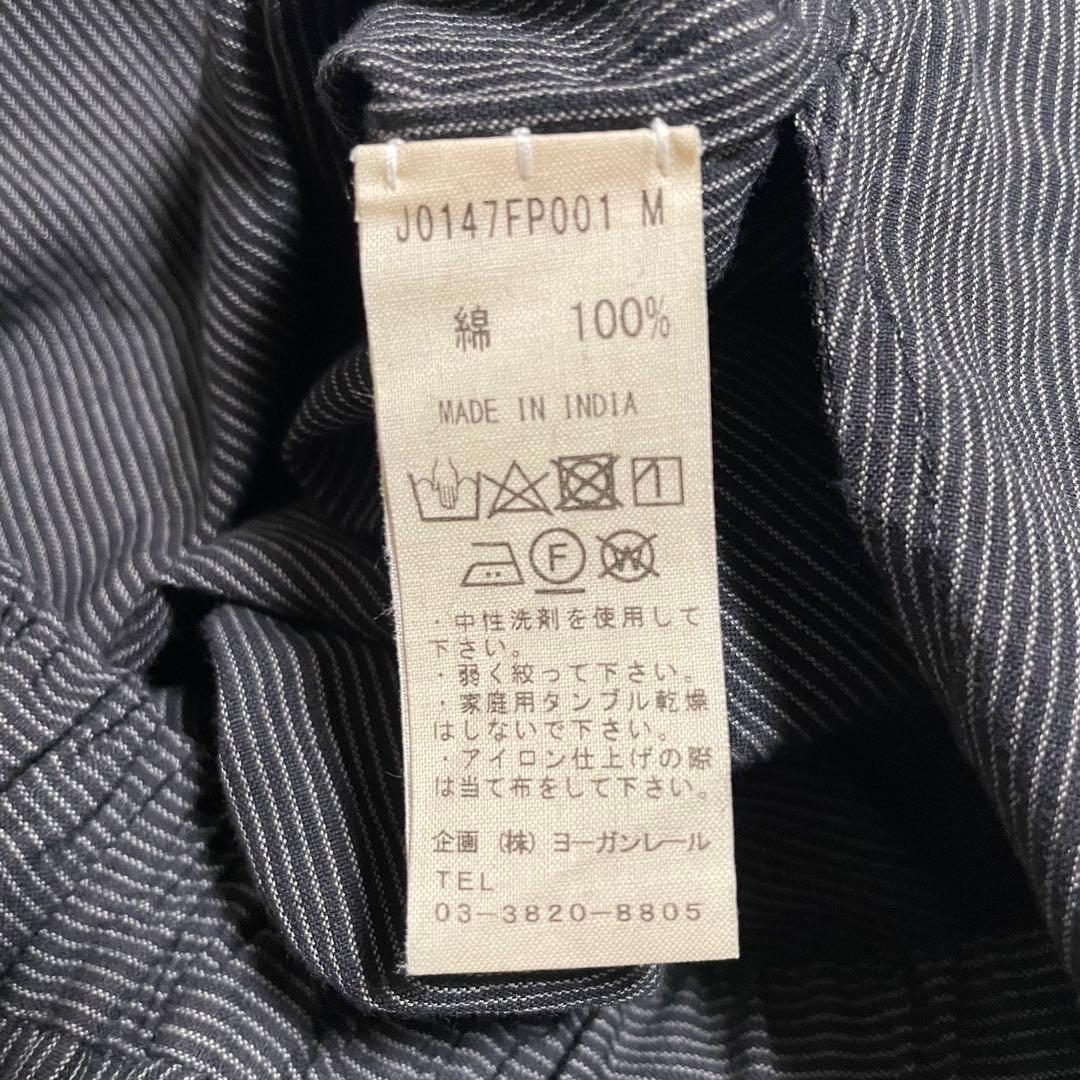 J0147FP001 M
綿 100%
MADE IN INDIA
F W
・中性洗剤を使用して
下さい。
・弱く絞って下さい。
・家庭用タンブル乾燥
はしないで下さい。
・アイロン仕上げの際
は当て布をして下さい。
企画 (株) ヨーガンレール
TEL
03-3820-8805